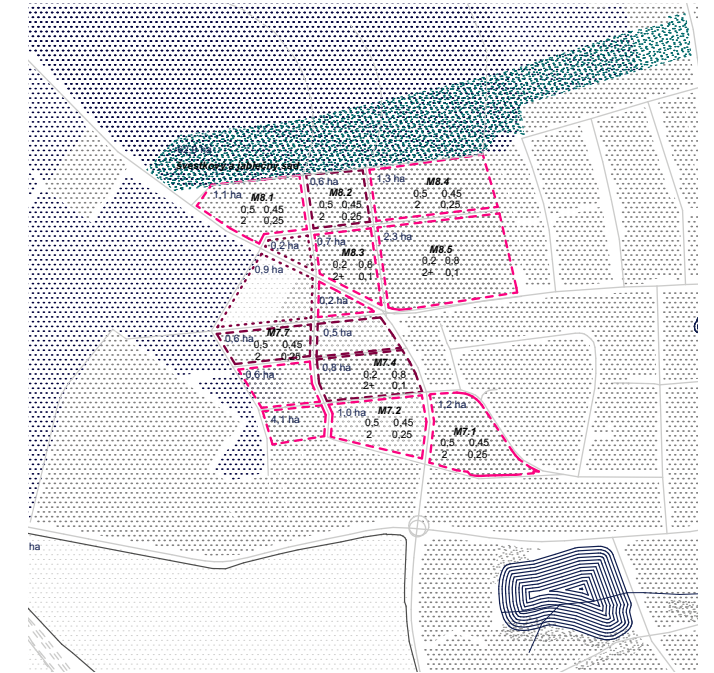 švestkový a jablečný sad
1,1 ha
M8.1
0,5 0,45
2 0,25
0,6 ha
M8.2
0,5 0,45
2 0,25
1,3 ha
M8.4
0,5 0,45
2 0,25
0,2 ha
0,9 ha
0,7 ha
M8.3
0,2 0,8
2+ 0,1
2,3 ha
M8.5
0,2 0,8
2+ 0,1
0,2 ha
0,6 ha
M7.7
0,5 0,45
2 0,25
0,5 ha
0,8 ha
M7.4
0,2 0,8
2+ 0,1
0,6 ha
4,1 ha
1,0 ha
M7.2
0,5 0,45
2 0,25
1,2 ha
M7.1
0,5 0,45
2 0,25
ha